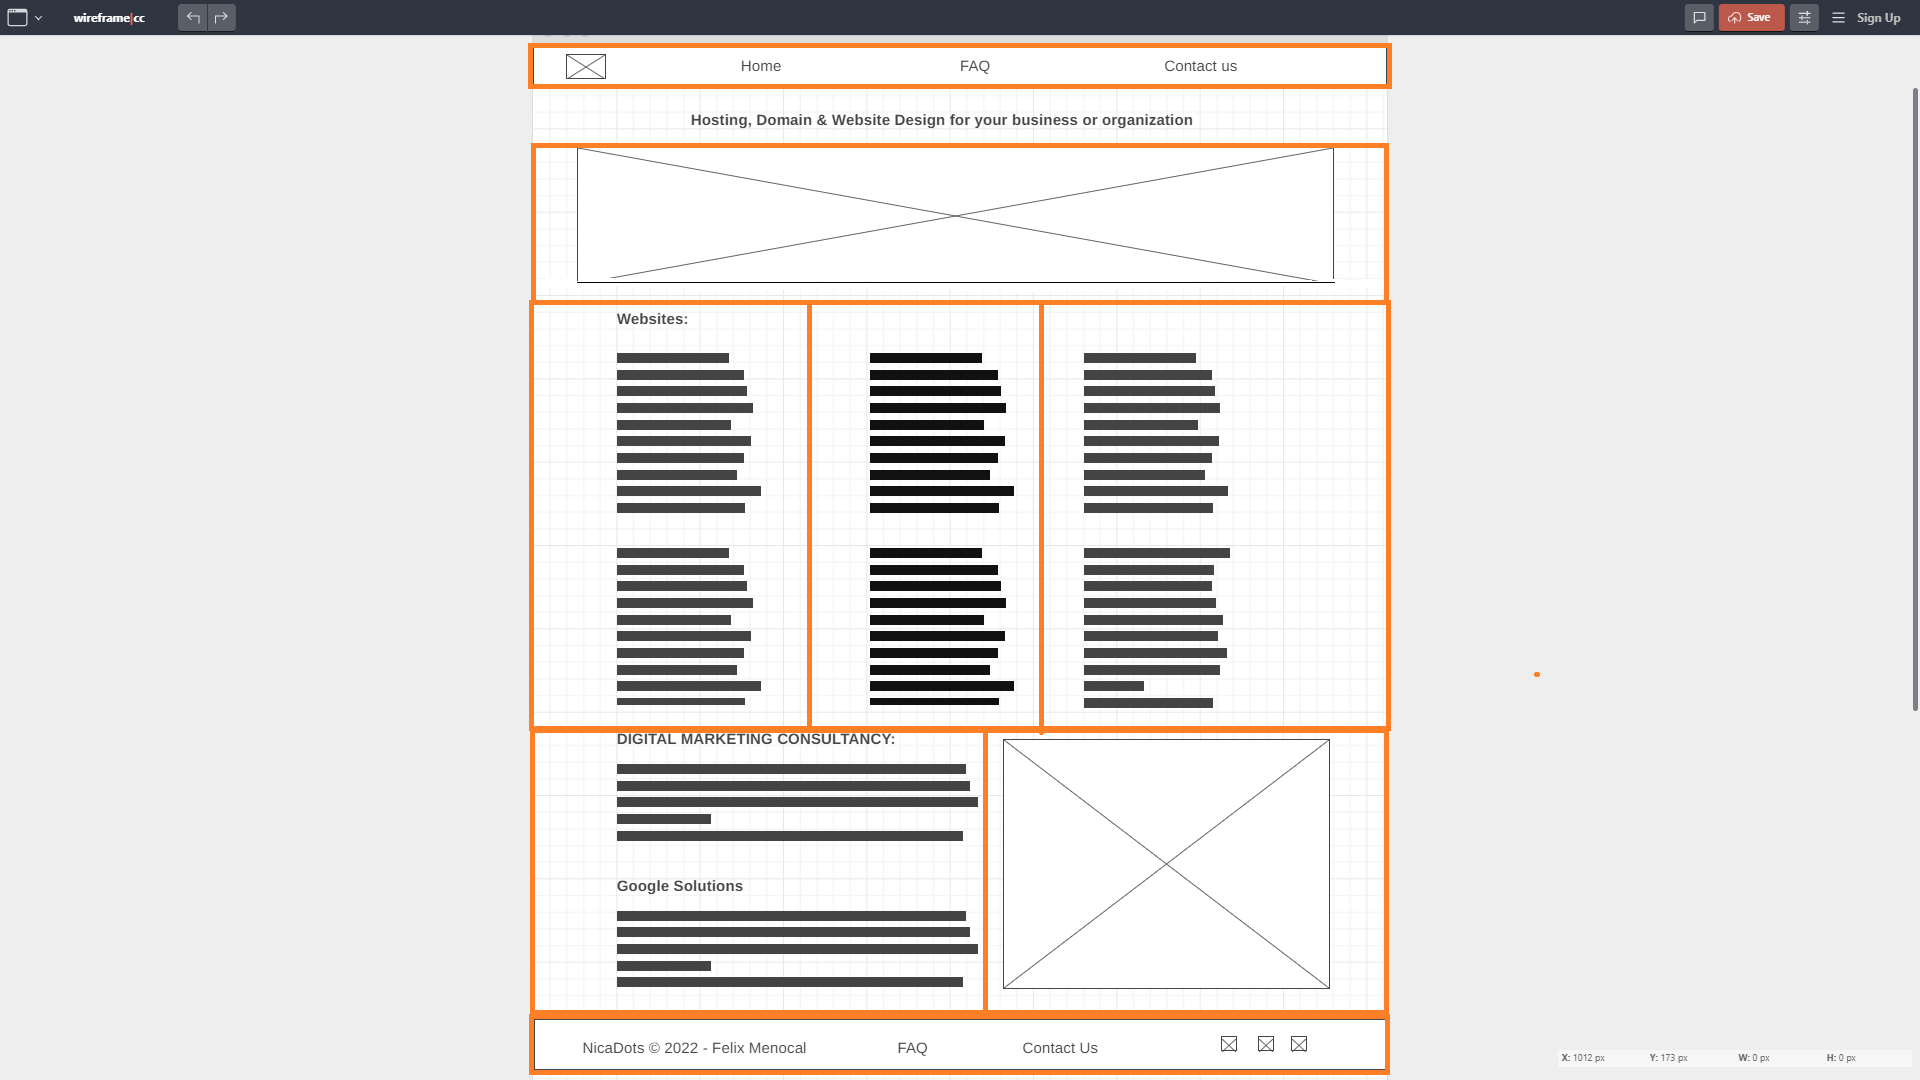 wireframe|cc
Save
Sign Up
Home FAQ Contact us
Hosting, Domain & Website Design for your business or organization
Websites:
DIGITAL MARKETING CONSULTANCY:
Google Solutions
NicaDots © 2022 - Felix Menocal FAQ Contact Us
X: 1012 px Y: 173 px W: 0 px H: 0 px